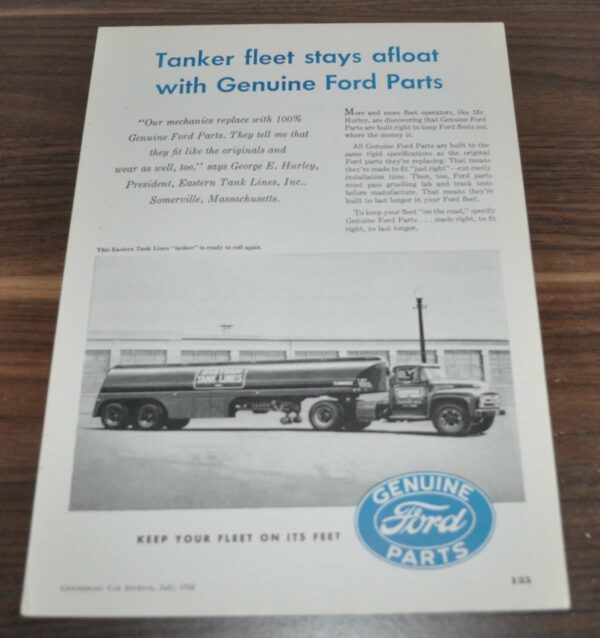 Tanker fleet stays afloat
with Genuine Ford Parts
"Our mechanics replace with 100%
Genuine Ford Parts. They tell me that
they fit like the originals and
wear as well, too," says George E. Hurley,
President, Eastern Tank Lines, Inc.,
Somerville, Massachusetts.
More and more fleet operators, like Mr.
Hurley, are discovering that Genuine Ford
Parts are built right to keep Ford fleets out
where the money is.
All Genuine Ford Parts are built to the
same rigid specifications as the original
Ford parts they're replacing. That means
they're made to fit "just right"—cut costly
installation time. Then, too, Ford parts
must pass gruelling lab and track tests
before manufacture. That means they're
built to last longer in your Ford fleet.
To keep your fleet "on the road," specify
Genuine Ford Parts . . . made right, to fit
right, to last longer.
This Eastern Tank Lines "tanker" is ready to roll again
TANK LINES
KEEP YOUR FLEET ON ITS FEET
GENUINE
Ford
PARTS
Commercial Car Journal, July, 1956
133